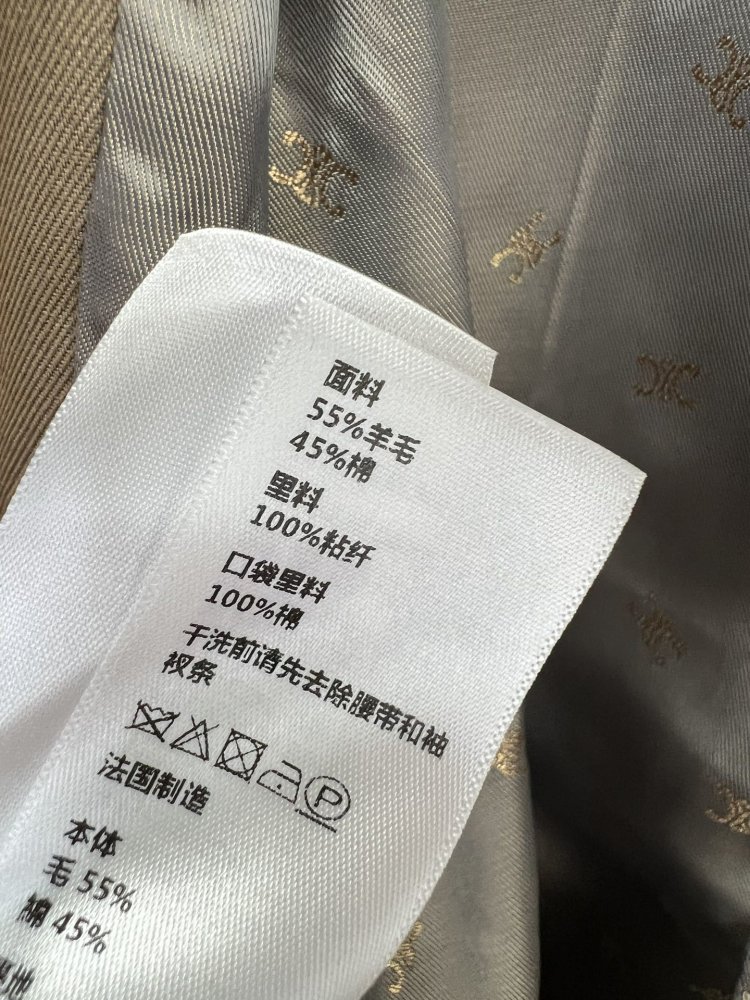 面料
55%羊毛
45%棉
里料
100%粘纤
口袋里料
100%棉
干洗前请先去除腰带和袖
衩条
P
法国制造
本体
毛 55%
綿 45%